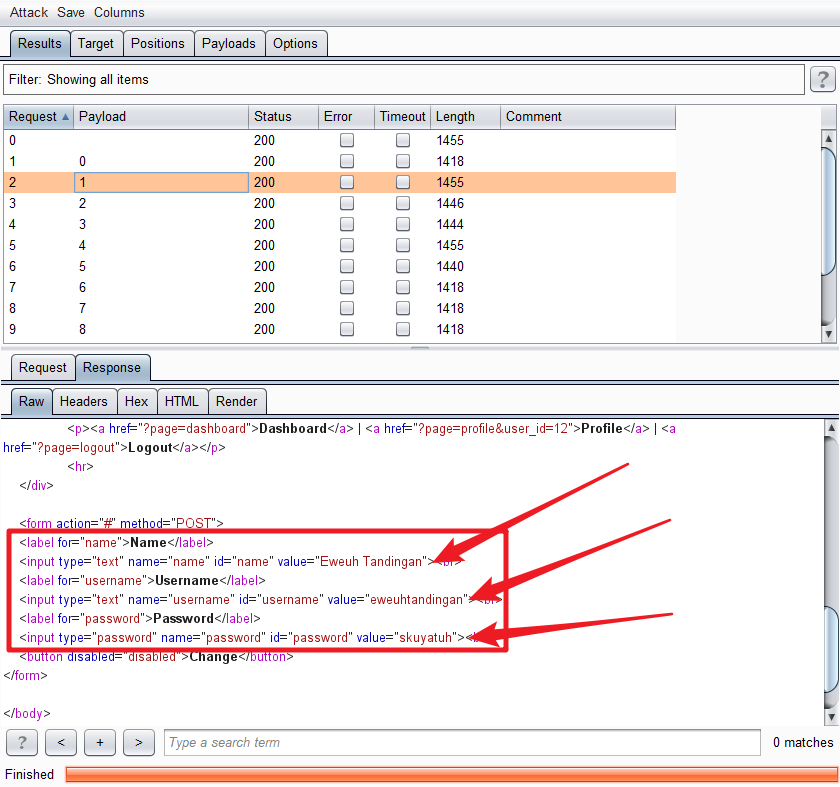 Attack Save Columns
Results Target Positions Payloads Options
Filter: Showing all items ?
Request Payload Status Error Timeout Length Comment
0 200 1455
1 0 200 1418
2 1 200 1455
3 2 200 1446
4 3 200 1444
5 4 200 1455
6 5 200 1440
7 6 200 1418
8 7 200 1418
9 8 200 1418
Request Response
Raw Headers Hex HTML Render
<p><a href="?page=dashboard">Dashboard</a> | <a href="?page=profile&user_id=12">Profile</a> | <a
href="?page=logout">Logout</a></p>
<hr>
</div>
<form action="#" method="POST">
<label for="name">Name</label>
<input type="text" name="name" id="name" value="Eweuh Tandingan"><br>
<label for="username">Username</label>
<input type="text" name="username" id="username" value="eweuhtandingan"><br>
<label for="password">Password</label>
<input type="password" name="password" id="password" value="skuyatuh"><
<button disabled="disabled">Change</button>
</form>
</body>
? < + > Type a search term 0 matches
Finished